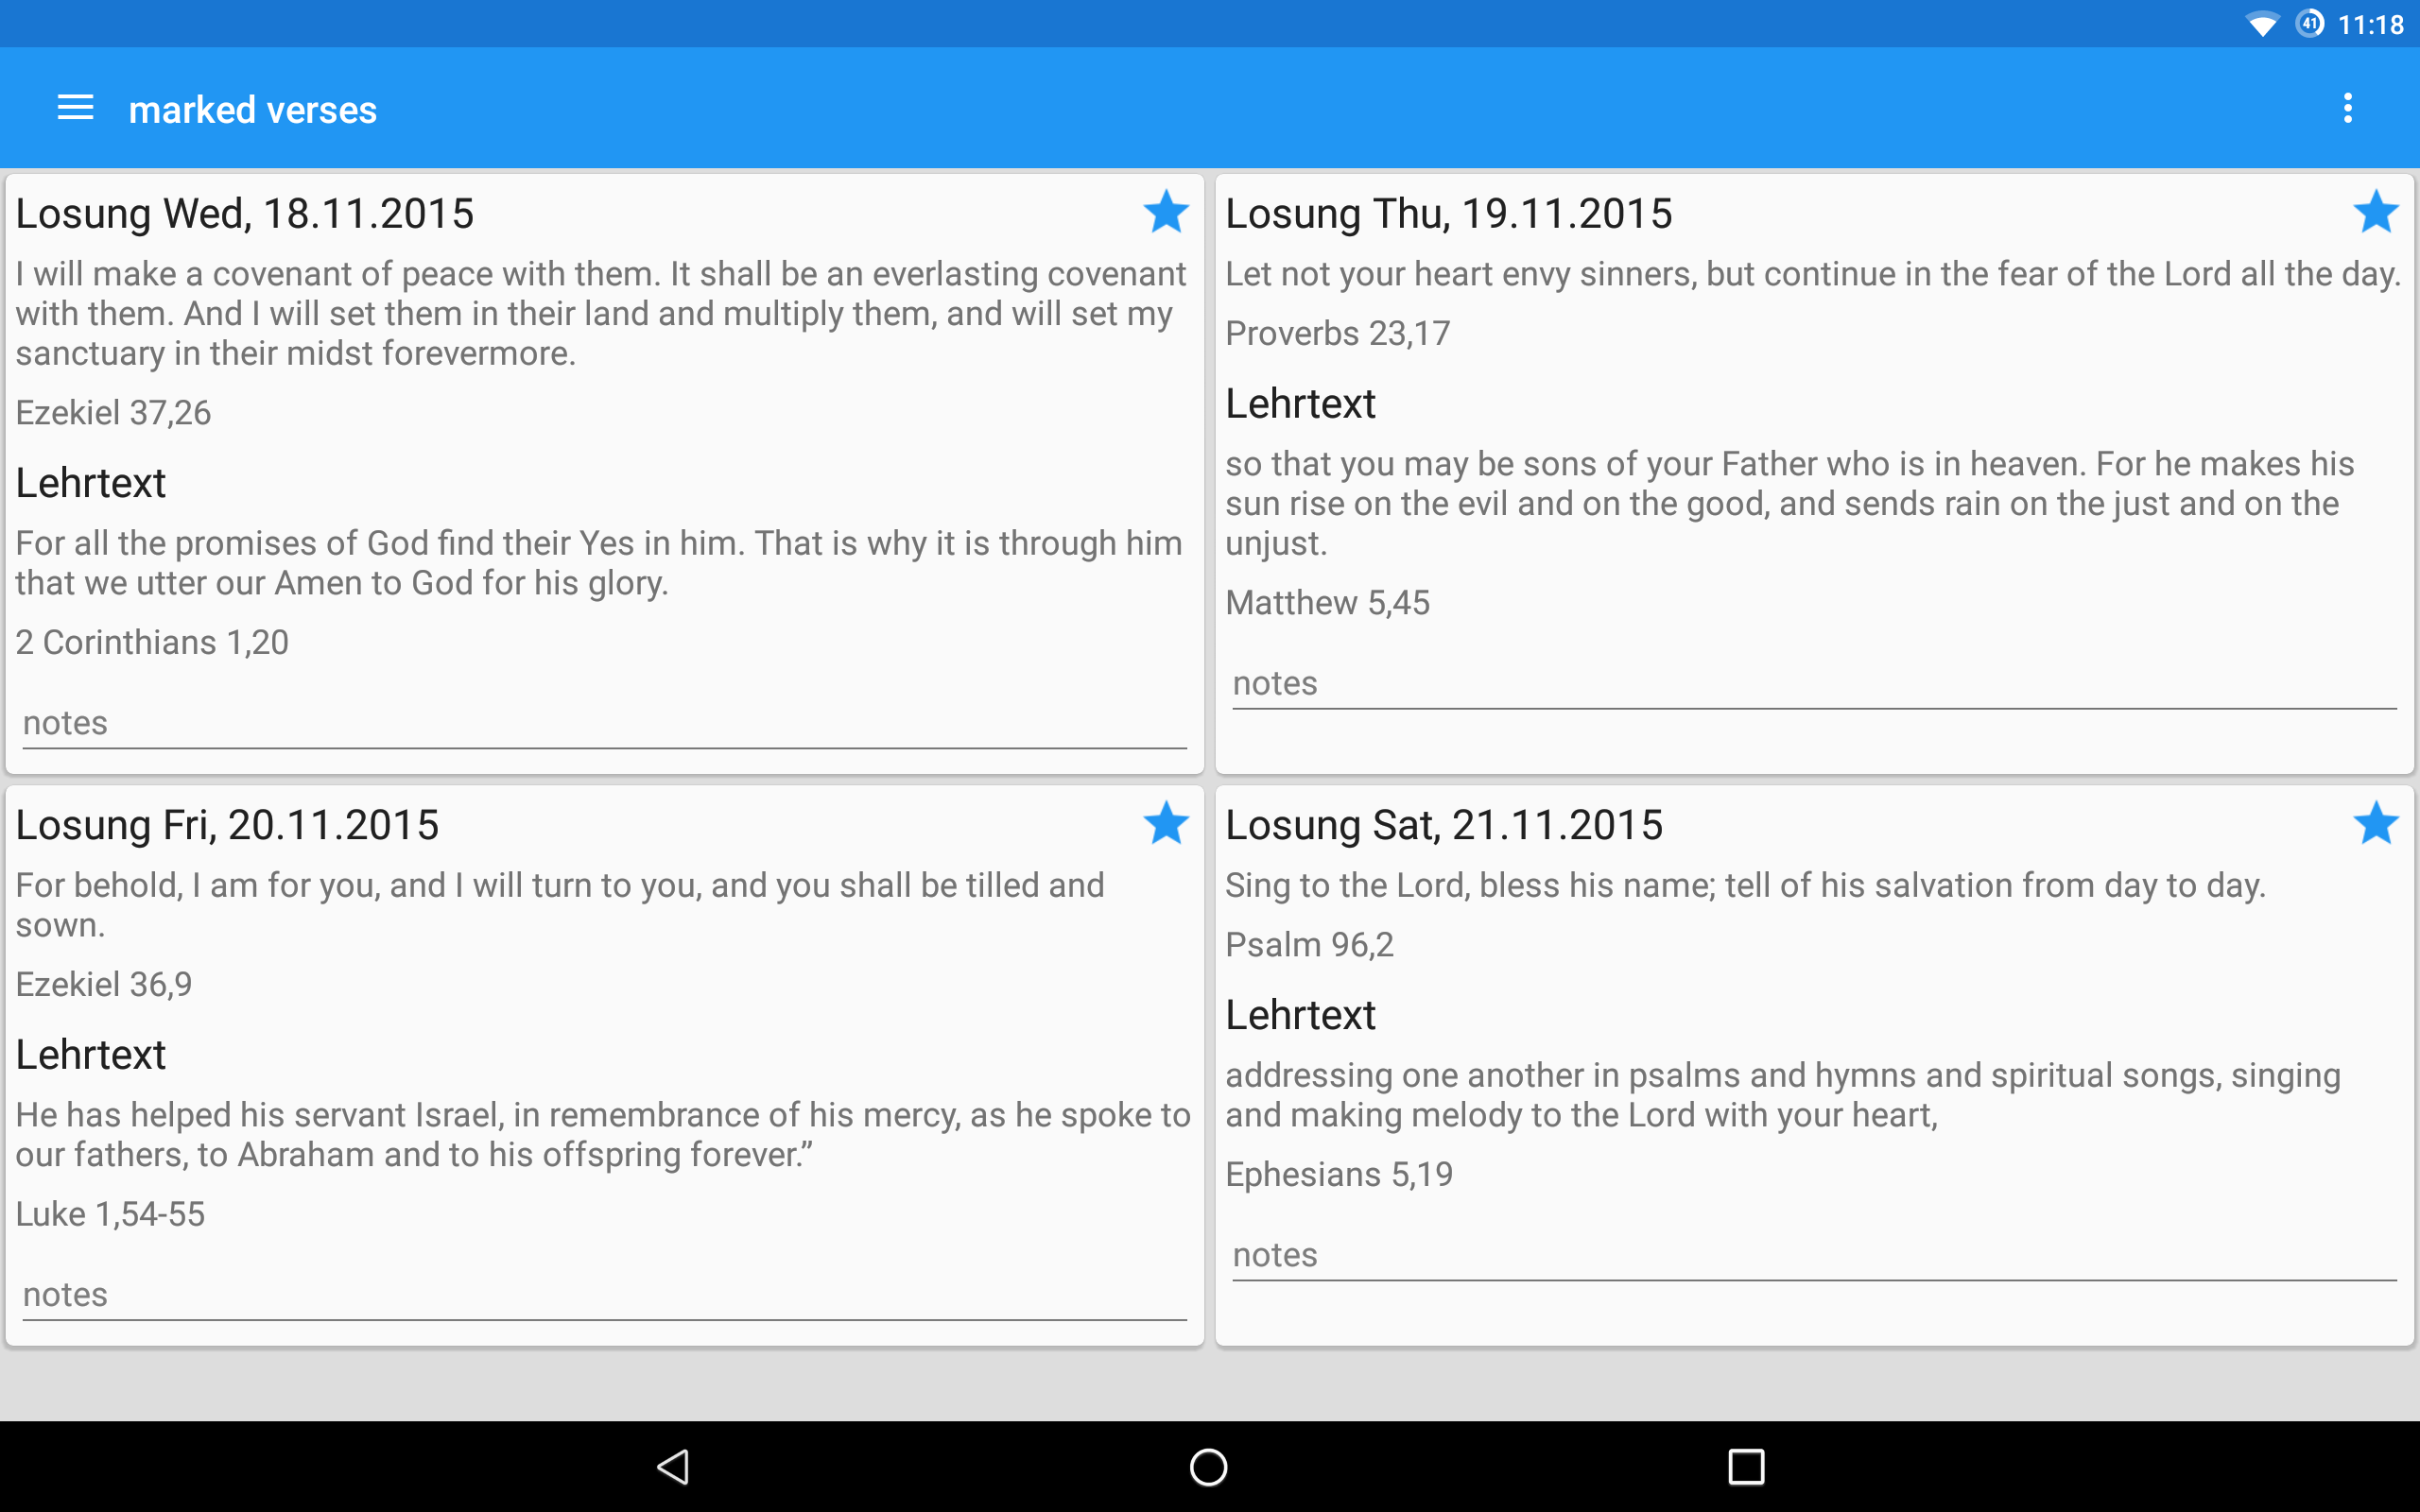 41 11:18
marked verses
Losung Wed, 18.11.2015
I will make a covenant of peace with them. It shall be an everlasting covenant
with them. And I will set them in their land and multiply them, and will set my
sanctuary in their midst forevermore.
Ezekiel 37,26
Lehrtext
For all the promises of God find their Yes in him. That is why it is through him
that we utter our Amen to God for his glory.
2 Corinthians 1,20
notes
Losung Thu, 19.11.2015
Let not your heart envy sinners, but continue in the fear of the Lord all the day.
Proverbs 23,17
Lehrtext
so that you may be sons of your Father who is in heaven. For he makes his
sun rise on the evil and on the good, and sends rain on the just and on the
unjust.
Matthew 5,45
notes
Losung Fri, 20.11.2015
For behold, I am for you, and I will turn to you, and you shall be tilled and
sown.
Ezekiel 36,9
Lehrtext
He has helped his servant Israel, in remembrance of his mercy, as he spoke to
our fathers, to Abraham and to his offspring forever.”
Luke 1,54-55
notes
Losung Sat, 21.11.2015
Sing to the Lord, bless his name; tell of his salvation from day to day.
Psalm 96,2
Lehrtext
addressing one another in psalms and hymns and spiritual songs, singing
and making melody to the Lord with your heart,
Ephesians 5,19
notes